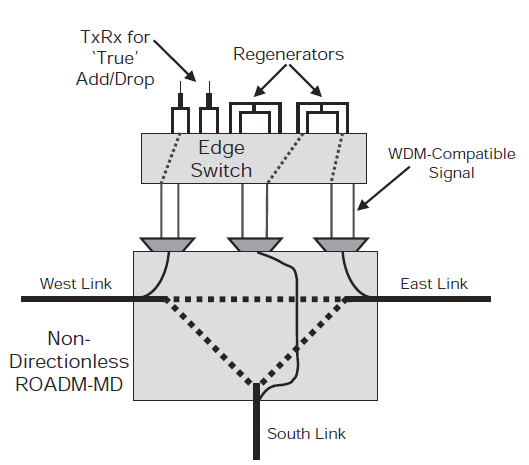 TxRx for
‘True’
Add/Drop
Regenerators
Edge
Switch
WDM-Compatible
Signal
West Link
East Link
Non-
Directionless
ROADM-MD
South Link